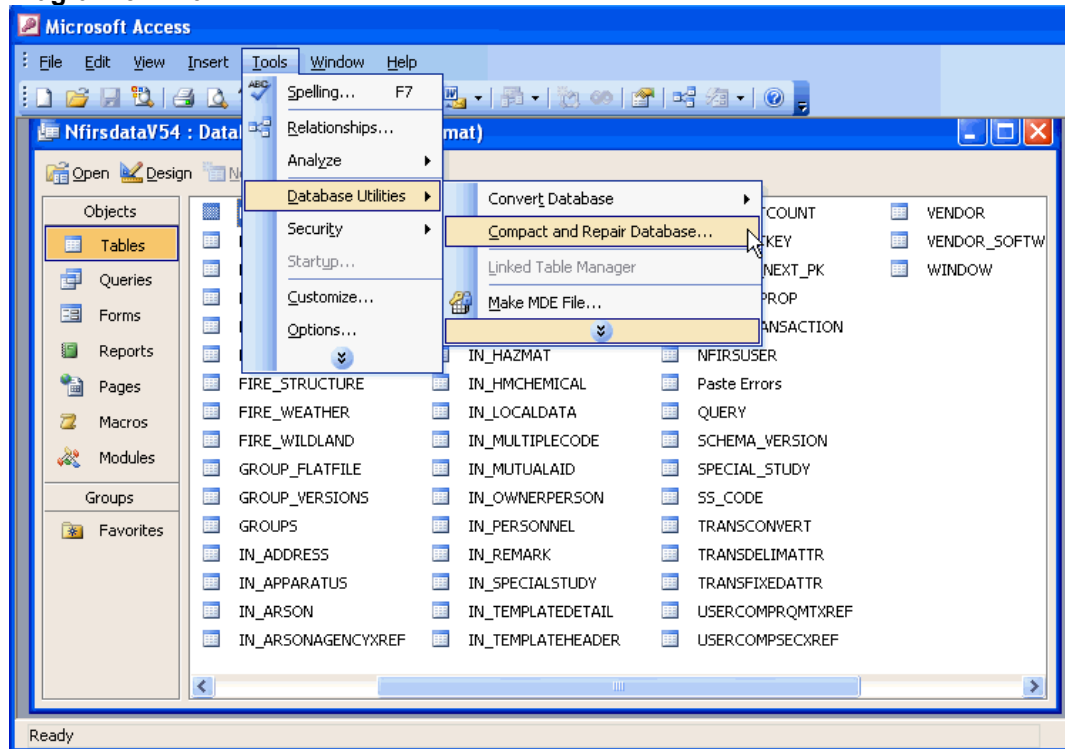 Microsoft Access
File Edit View Insert Tools Window Help
ABC Spelling... F7
Relationships...
Analyze
Database Utilities
Security
Startup...
Customize...
Options...
Convert Database
Compact and Repair Database...
Linked Table Manager
Make MDE File...
NfirsdataV54 : Data mat)
Open Design
Objects
Tables
Queries
Forms
Reports
Pages
Macros
Modules
Groups
Favorites
FIRE_STRUCTURE
FIRE_WEATHER
FIRE_WILDLAND
GROUP_FLATFILE
GROUP_VERSIONS
GROUPS
IN_ADDRESS
IN_APPARATUS
IN_ARSON
IN_ARSONAGENCYXREF
IN_HAZMAT
IN_HMCHEMICAL
IN_LOCALDATA
IN_MULTIPLECODE
IN_MUTUALAID
IN_OWNERPERSON
IN_PERSONNEL
IN_REMARK
IN_SPECIALSTUDY
IN_TEMPLATEDETAIL
IN_TEMPLATEHEADER
COUNT
KEY
NEXT_PK
PROP
ANSACTION
NFIRSUSER
Paste Errors
QUERY
SCHEMA_VERSION
SPECIAL_STUDY
SS_CODE
TRANSCONVERT
TRANSDELIMATTR
TRANSFIXEDATTR
USERCOMPRQMTXREF
USERCOMPSECXREF
VENDOR
VENDOR_SOFTW
WINDOW
Ready